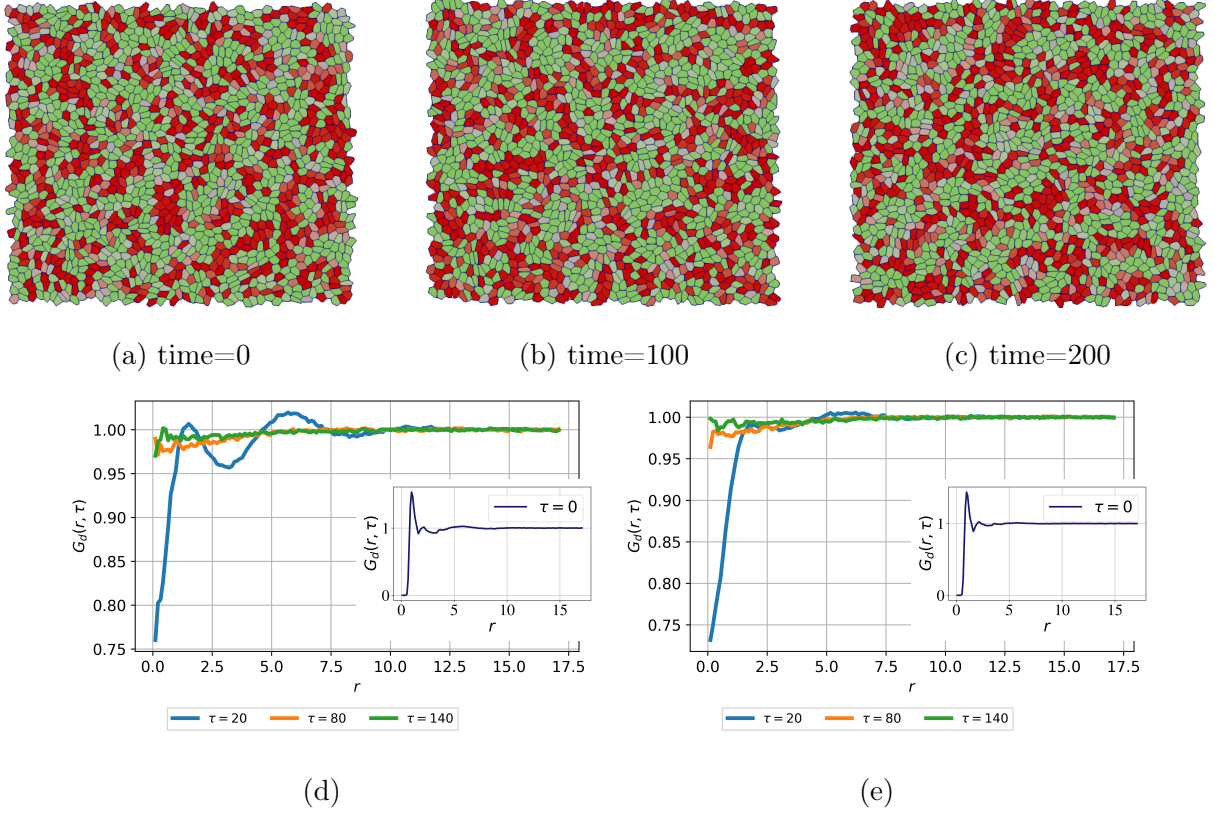 (a) time=0
(b) time=100
(c) time=200
G_d(r, τ)
1.00
0.95
0.90
0.85
0.80
0.75
0.0 2.5 5.0 7.5 10.0 12.5 15.0 17.5
r
G_d(r, τ)
1
0
0 5 10 15
r
τ = 0
τ = 20 τ = 80 τ = 140
(d)
G_d(r, τ)
1.00
0.95
0.90
0.85
0.80
0.75
0.0 2.5 5.0 7.5 10.0 12.5 15.0 17.5
r
G_d(r, τ)
1
0
0 5 10 15
r
τ = 0
τ = 20 τ = 80 τ = 140
(e)